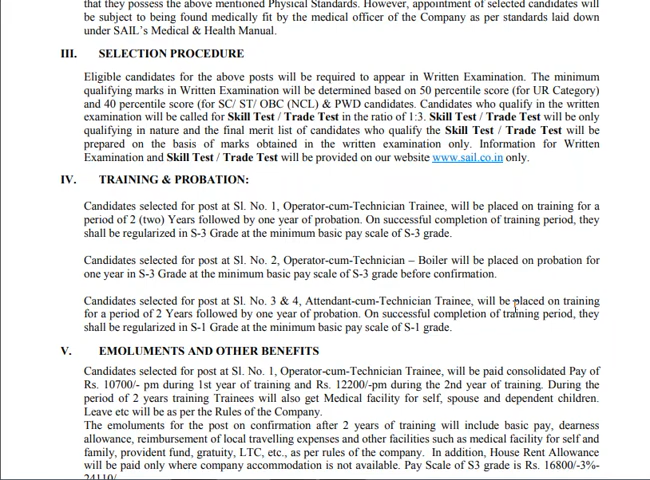 that they possess the above mentioned Physical Standards. However, appointment of selected candidates will
be subject to being found medically fit by the medical officer of the Company as per standards laid down
under SAIL's Medical & Health Manual.
III. SELECTION PROCEDURE
Eligible candidates for the above posts will be required to appear in Written Examination. The minimum
qualifying marks in Written Examination will be determined based on 50 percentile score (for UR Category)
and 40 percentile score (for SC/ ST/ OBC (NCL) & PWD candidates. Candidates who qualify in the written
examination will be called for Skill Test / Trade Test in the ratio of 1:3. Skill Test / Trade Test will be only
qualifying in nature and the final merit list of candidates who qualify the Skill Test / Trade Test will be
prepared on the basis of marks obtained in the written examination only. Information for Written
Examination and Skill Test / Trade Test will be provided on our website www.sail.co.in only.
IV. TRAINING & PROBATION:
Candidates selected for post at Sl. No. 1, Operator-cum-Technician Trainee, will be placed on training for a
period of 2 (two) Years followed by one year of probation. On successful completion of training period, they
shall be regularized in S-3 Grade at the minimum basic pay scale of S-3 grade.
Candidates selected for post at Sl. No. 2, Operator-cum-Technician – Boiler will be placed on probation for
one year in S-3 Grade at the minimum basic pay scale of S-3 grade before confirmation.
Candidates selected for post at Sl. No. 3 & 4, Attendant-cum-Technician Trainee, will be placed on training
for a period of 2 Years followed by one year of probation. On successful completion of training period, they
shall be regularized in S-1 Grade at the minimum basic pay scale of S-1 grade.
V. EMOLUMENTS AND OTHER BENEFITS
Candidates selected for post at Sl. No. 1, Operator-cum-Technician Trainee, will be paid consolidated Pay of
Rs. 10700/- pm during 1st year of training and Rs. 12200/-pm during the 2nd year of training. During the
period of 2 years training Trainees will also get Medical facility for self, spouse and dependent children.
Leave etc will be as per the Rules of the Company.
The emoluments for the post on confirmation after 2 years of training will include basic pay, dearness
allowance, reimbursement of local travelling expenses and other facilities such as medical facility for self and
family, provident fund, gratuity, LTC, etc., as per rules of the company. In addition, House Rent Allowance
will be paid only where company accommodation is not available. Pay Scale of S3 grade is Rs. 16800/-3%-
24110/-